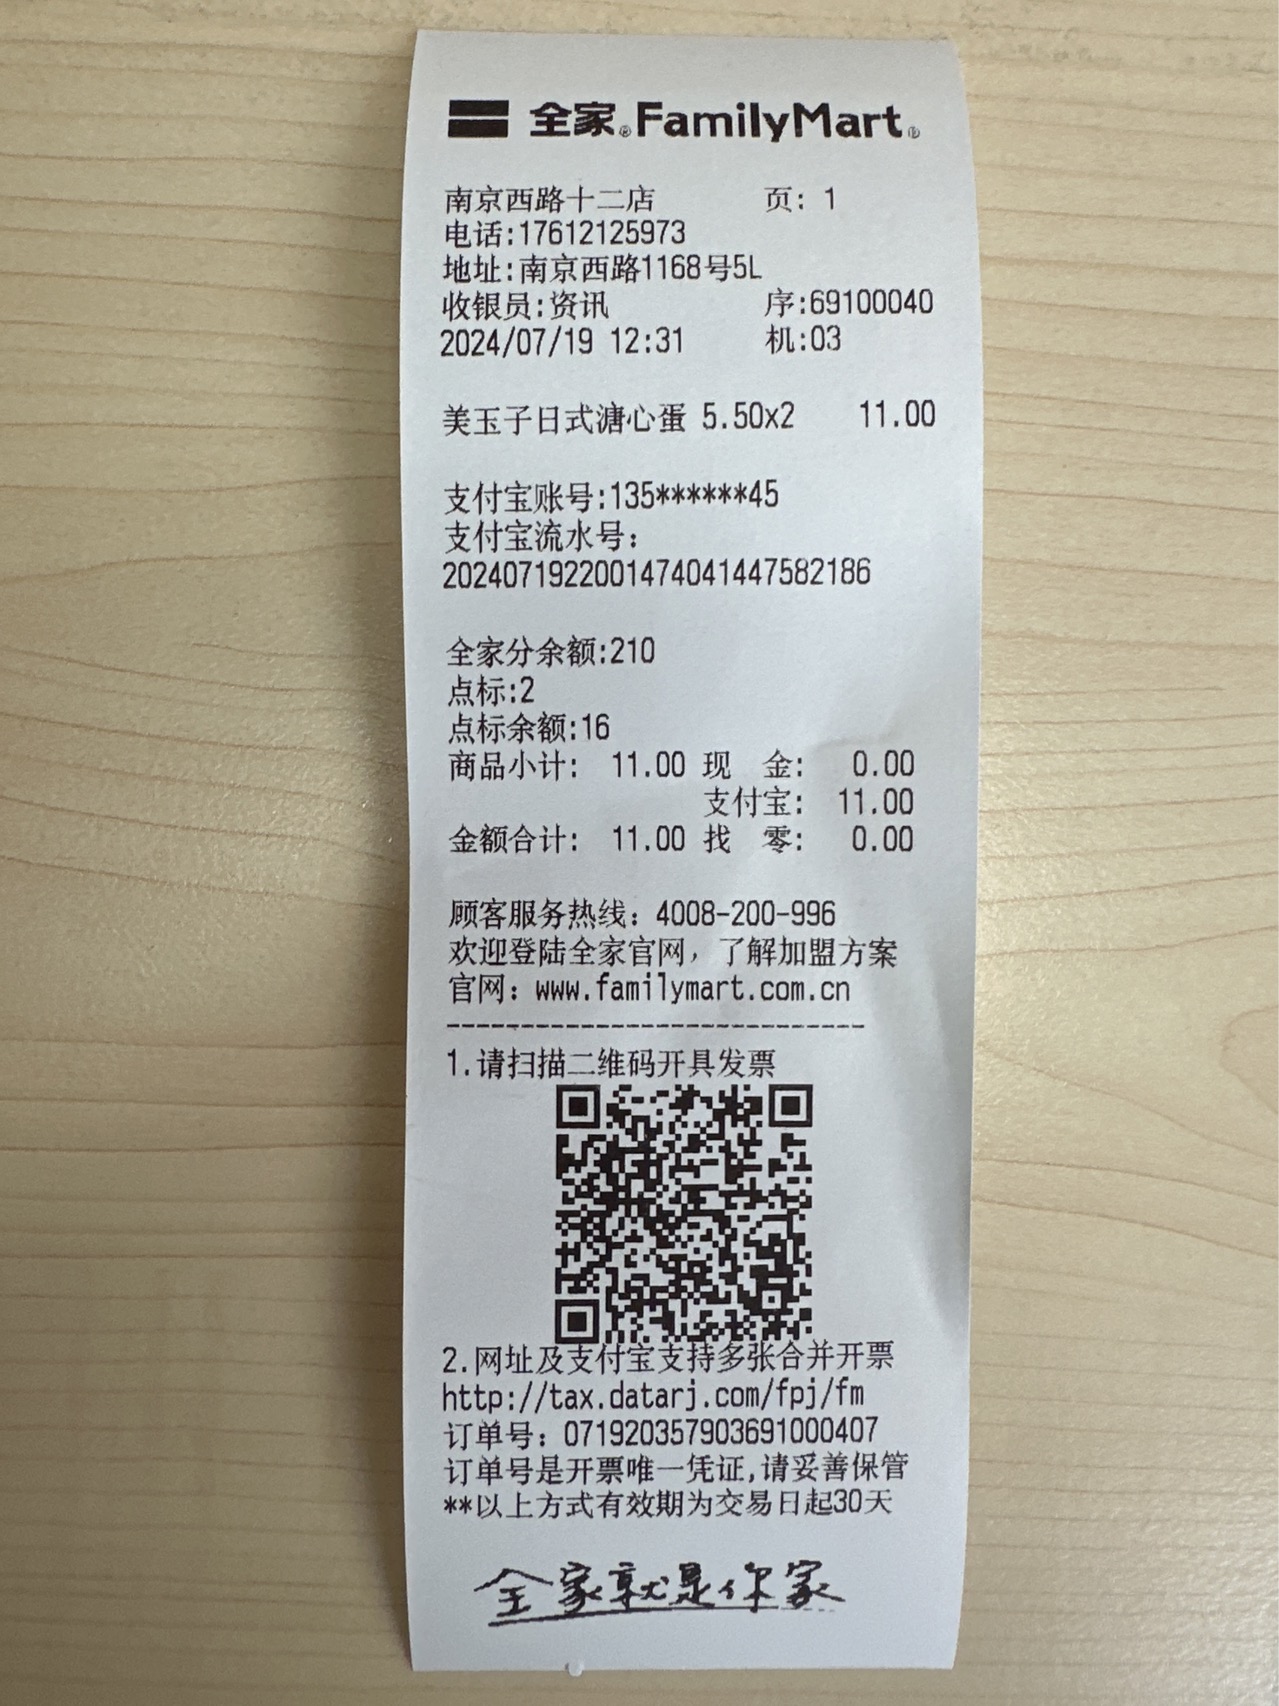 全家®FamilyMart®
南京西路十二店 页: 1
电话:17612125973
地址:南京西路1168号5L
收银员:资讯 序:69100040
2024/07/19 12:31 机:03
美玉子日式溏心蛋 5.50x2 11.00
支付宝账号:135******45
支付宝流水号:
2024071922001474041447582186
全家分余额:210
点标:2
点标余额:16
商品小计: 11.00 现 金: 0.00
支付宝: 11.00
金额合计: 11.00 找 零: 0.00
顾客服务热线: 4008-200-996
欢迎登陆全家官网，了解加盟方案
官网: www.familymart.com.cn
----------------------------
1.请扫描二维码开具发票
2.网址及支付宝支持多张合并开票
http://tax.datarj.com/fpj/fm
订单号: 071920357903691000407
订单号是开票唯一凭证,请妥善保管
**以上方式有效期为交易日起30天
全家就是你家